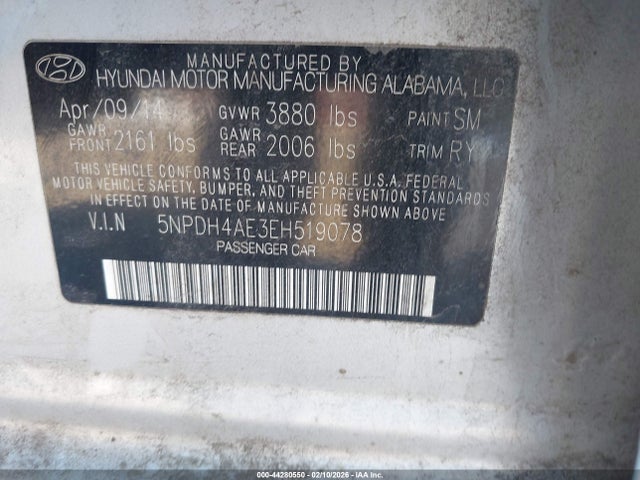 MANUFACTURED BY
HYUNDAI MOTOR MANUFACTURING ALABAMA, LLC
Apr/09/14 GVWR 3880 lbs PAINT SM
GAWR FRONT 2161 lbs GAWR REAR 2006 lbs TRIM RY
THIS VEHICLE CONFORMS TO ALL APPLICABLE U.S.A. FEDERAL
MOTOR VEHICLE SAFETY, BUMPER, AND THEFT PREVENTION STANDARDS
IN EFFECT ON THE DATE OF MANUFACTURE SHOWN ABOVE.
V.I.N 5NPDH4AE3EH519078
PASSENGER CAR
000-44280550 - 02/10/2026 - © IAA, Inc.